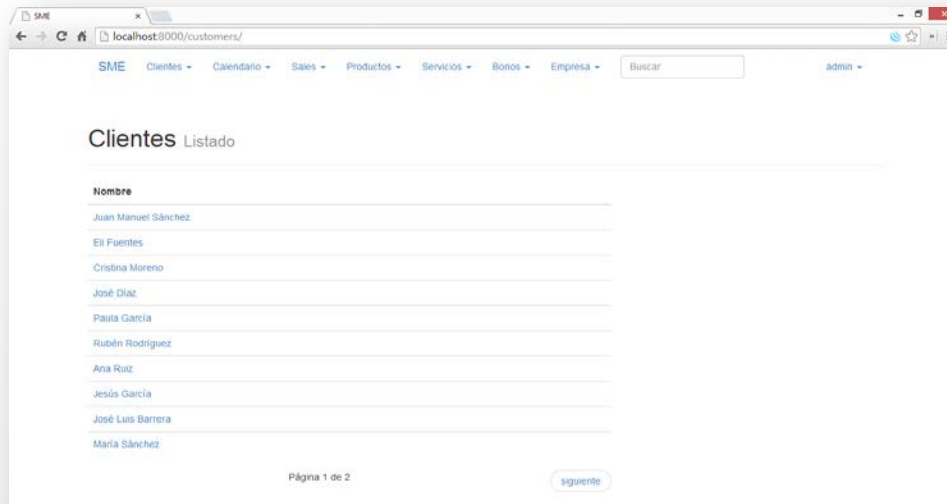 SME
localhost:8000/customers/
SME Clientes Calendario Sales Productos Servicios Bonos Empresa Buscar admin
Clientes Listado
Nombre
Juan Manuel Sánchez
Eli Fuentes
Cristina Moreno
José Díaz
Paula García
Rubén Rodríguez
Ana Ruiz
Jesús García
José Luis Barrera
María Sánchez
Página 1 de 2 siguiente